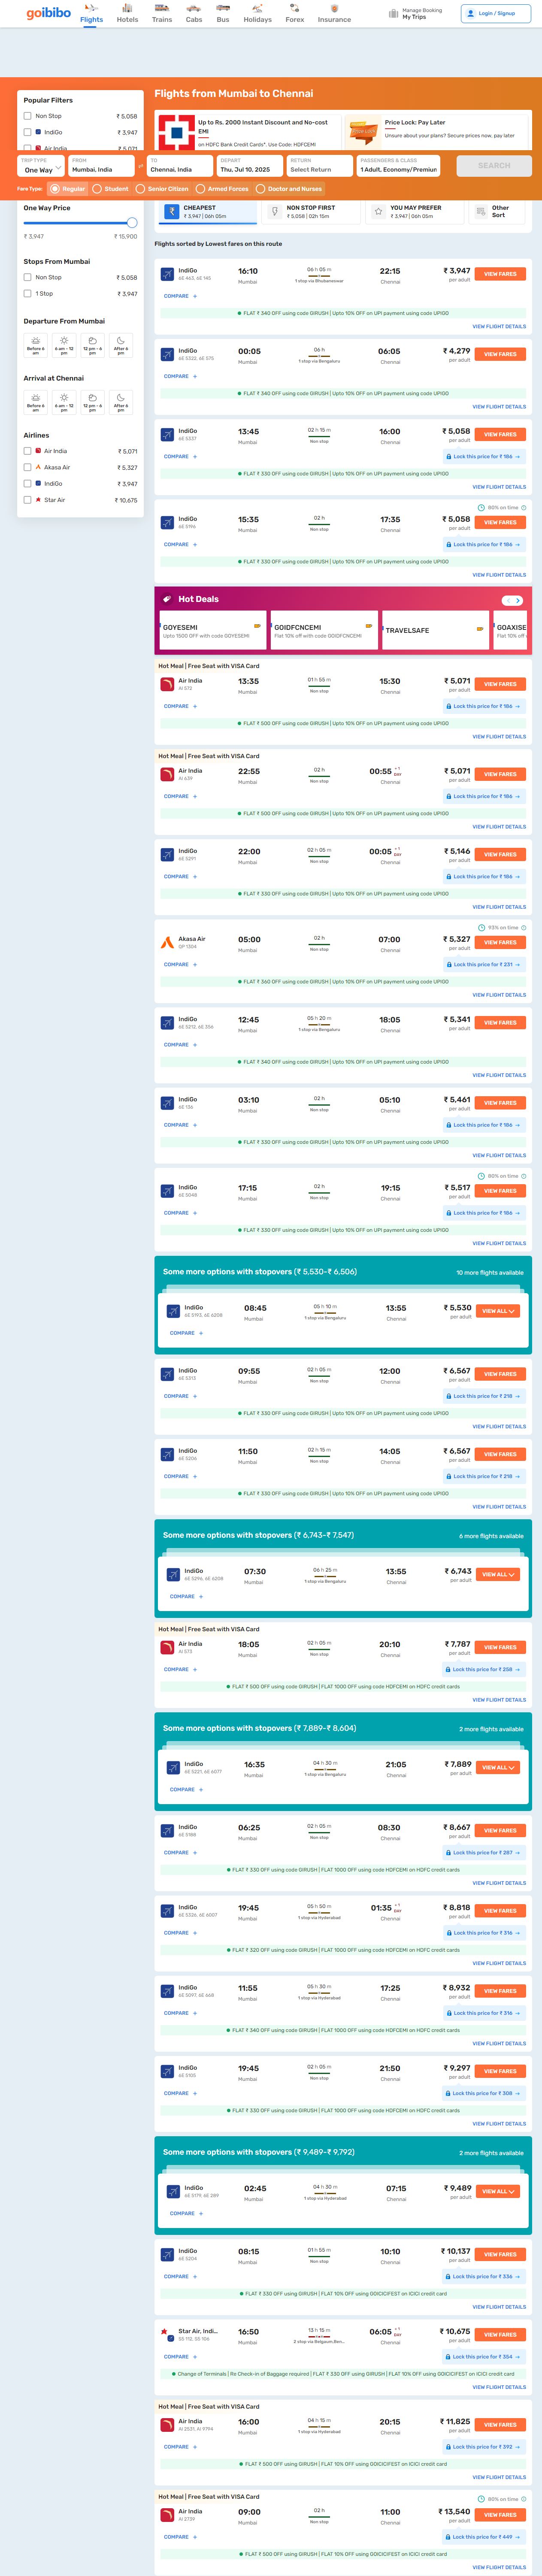 goibibo
Flights
Hotels
Trains
Cabs
Bus
Holidays
Forex
Insurance
Manage Booking
My Trips
Login / Signup
Popular Filters
Non Stop ₹ 5,058
IndiGo ₹ 3,947
Air India ₹ 5,071
Flights from Mumbai to Chennai
Up to Rs. 2000 Instant Discount and No-cost EMI
on HDFC Bank Credit Cards*. Use Code: HDFCEMI
Price Lock: Pay Later
Unsure about your plans? Secure prices now, pay later
TRIP TYPE
One Way
FROM
Mumbai, India
TO
Chennai, India
DEPART
Thu, Jul 10, 2025
RETURN
Select Return
PASSENGERS & CLASS
1 Adult, Economy/Premium
SEARCH
Fare Type:
Regular
Student
Senior Citizen
Armed Forces
Doctor and Nurses
One Way Price
₹ 3,947 ₹ 15,900
Stops From Mumbai
Non Stop ₹ 5,058
1 Stop ₹ 3,947
Departure From Mumbai
Before 6 am
6 am - 12 pm
12 pm - 6 pm
After 6 pm
Arrival at Chennai
Before 6 am
6 am - 12 pm
12 pm - 6 pm
After 6 pm
Airlines
Air India ₹ 5,071
Akasa Air ₹ 5,327
IndiGo ₹ 3,947
Star Air ₹ 10,675
CHEAPEST
₹ 3,947 | 06h 05m
NON STOP FIRST
₹ 5,058 | 02h 15m
YOU MAY PREFER
₹ 3,947 | 06h 05m
Other Sort
Flights sorted by Lowest fares on this route
IndiGo 16:10 06 h 05 m 22:15 ₹ 3,947 VIEW FARES
6E 463, 6E 145 Mumbai 1 stop via Bhubaneswar Chennai per adult
COMPARE +
FLAT ₹ 340 OFF using code GIRUSH | Upto 10% OFF on UPI payment using code UPIGO
VIEW FLIGHT DETAILS
IndiGo 00:05 06 h 06:05 ₹ 4,279 VIEW FARES
6E 5322, 6E 575 Mumbai 1 stop via Bengaluru Chennai per adult
COMPARE +
FLAT ₹ 340 OFF using code GIRUSH | Upto 10% OFF on UPI payment using code UPIGO
VIEW FLIGHT DETAILS
IndiGo 13:45 02 h 15 m 16:00 ₹ 5,058 VIEW FARES
6E 5337 Mumbai Non stop Chennai per adult
COMPARE + Lock this price for ₹ 186 →
FLAT ₹ 330 OFF using code GIRUSH | Upto 10% OFF on UPI payment using code UPIGO
VIEW FLIGHT DETAILS
80% on time
IndiGo 15:35 02 h 17:35 ₹ 5,058 VIEW FARES
6E 5196 Mumbai Non stop Chennai per adult
COMPARE + Lock this price for ₹ 186 →
FLAT ₹ 330 OFF using code GIRUSH | Upto 10% OFF on UPI payment using code UPIGO
VIEW FLIGHT DETAILS
Hot Deals
GOYESEMI
Upto 1500 OFF with code GOYESEMI
GOIDFCNCEMI
Flat 10% off with code GOIDFCNCEMI
TRAVELSAFE
GOAXISE
Flat 10% off
Hot Meal | Free Seat with VISA Card
Air India 13:35 01 h 55 m 15:30 ₹ 5,071 VIEW FARES
AI 572 Mumbai Non stop Chennai per adult
COMPARE + Lock this price for ₹ 186 →
FLAT ₹ 500 OFF using code GIRUSH | Upto 10% OFF on UPI payment using code UPIGO
VIEW FLIGHT DETAILS
Hot Meal | Free Seat with VISA Card
Air India 22:55 02 h 00:55 +1 DAY ₹ 5,071 VIEW FARES
AI 639 Mumbai Non stop Chennai per adult
COMPARE + Lock this price for ₹ 186 →
FLAT ₹ 500 OFF using code GIRUSH | Upto 10% OFF on UPI payment using code UPIGO
VIEW FLIGHT DETAILS
IndiGo 22:00 02 h 05 m 00:05 +1 DAY ₹ 5,146 VIEW FARES
6E 5291 Mumbai Non stop Chennai per adult
COMPARE + Lock this price for ₹ 186 →
FLAT ₹ 330 OFF using code GIRUSH | Upto 10% OFF on UPI payment using code UPIGO
VIEW FLIGHT DETAILS
93% on time
Akasa Air 05:00 02 h 07:00 ₹ 5,327 VIEW FARES
QP 1304 Mumbai Non stop Chennai per adult
COMPARE + Lock this price for ₹ 231 →
FLAT ₹ 360 OFF using code GIRUSH | Upto 10% OFF on UPI payment using code UPIGO
VIEW FLIGHT DETAILS
IndiGo 12:45 05 h 20 m 18:05 ₹ 5,341 VIEW FARES
6E 5212, 6E 356 Mumbai 1 stop via Bengaluru Chennai per adult
COMPARE +
FLAT ₹ 340 OFF using code GIRUSH | Upto 10% OFF on UPI payment using code UPIGO
VIEW FLIGHT DETAILS
IndiGo 03:10 02 h 05:10 ₹ 5,461 VIEW FARES
6E 136 Mumbai Non stop Chennai per adult
COMPARE + Lock this price for ₹ 186 →
FLAT ₹ 330 OFF using code GIRUSH | Upto 10% OFF on UPI payment using code UPIGO
VIEW FLIGHT DETAILS
80% on time
IndiGo 17:15 02 h 19:15 ₹ 5,517 VIEW FARES
6E 5048 Mumbai Non stop Chennai per adult
COMPARE + Lock this price for ₹ 186 →
FLAT ₹ 330 OFF using code GIRUSH | Upto 10% OFF on UPI payment using code UPIGO
VIEW FLIGHT DETAILS
Some more options with stopovers (₹ 5,530-₹ 6,506) 10 more flights available
IndiGo 08:45 05 h 10 m 13:55 ₹ 5,530 VIEW ALL
6E 5193, 6E 6208 Mumbai 1 stop via Bengaluru Chennai per adult
COMPARE +
IndiGo 09:55 02 h 05 m 12:00 ₹ 6,567 VIEW FARES
6E 5313 Mumbai Non stop Chennai per adult
COMPARE + Lock this price for ₹ 218 →
FLAT ₹ 330 OFF using code GIRUSH | Upto 10% OFF on UPI payment using code UPIGO
VIEW FLIGHT DETAILS
IndiGo 11:50 02 h 15 m 14:05 ₹ 6,567 VIEW FARES
6E 5206 Mumbai Non stop Chennai per adult
COMPARE + Lock this price for ₹ 218 →
FLAT ₹ 330 OFF using code GIRUSH | Upto 10% OFF on UPI payment using code UPIGO
VIEW FLIGHT DETAILS
Some more options with stopovers (₹ 6,743-₹ 7,547) 6 more flights available
IndiGo 07:30 06 h 25 m 13:55 ₹ 6,743 VIEW ALL
6E 5296, 6E 6208 Mumbai 1 stop via Bengaluru Chennai per adult
COMPARE +
Hot Meal | Free Seat with VISA Card
Air India 18:05 02 h 05 m 20:10 ₹ 7,787 VIEW FARES
AI 573 Mumbai Non stop Chennai per adult
COMPARE + Lock this price for ₹ 258 →
FLAT ₹ 500 OFF using code GIRUSH | FLAT 1000 OFF using code HDFCEMI on HDFC credit cards
VIEW FLIGHT DETAILS
Some more options with stopovers (₹ 7,889-₹ 8,604) 2 more flights available
IndiGo 16:35 04 h 30 m 21:05 ₹ 7,889 VIEW ALL
6E 5221, 6E 6077 Mumbai 1 stop via Bengaluru Chennai per adult
COMPARE +
IndiGo 06:25 02 h 05 m 08:30 ₹ 8,667 VIEW FARES
6E 5188 Mumbai Non stop Chennai per adult
COMPARE + Lock this price for ₹ 287 →
FLAT ₹ 330 OFF using code GIRUSH | FLAT 1000 OFF using code HDFCEMI on HDFC credit cards
VIEW FLIGHT DETAILS
IndiGo 19:45 05 h 50 m 01:35 +1 DAY ₹ 8,818 VIEW FARES
6E 5326, 6E 6007 Mumbai 1 stop via Hyderabad Chennai per adult
COMPARE + Lock this price for ₹ 316 →
FLAT ₹ 320 OFF using code GIRUSH | FLAT 1000 OFF using code HDFCEMI on HDFC credit cards
VIEW FLIGHT DETAILS
IndiGo 11:55 05 h 30 m 17:25 ₹ 8,932 VIEW FARES
6E 5097, 6E 668 Mumbai 1 stop via Hyderabad Chennai per adult
COMPARE + Lock this price for ₹ 316 →
FLAT ₹ 340 OFF using code GIRUSH | FLAT 1000 OFF using code HDFCEMI on HDFC credit cards
VIEW FLIGHT DETAILS
IndiGo 19:45 02 h 05 m 21:50 ₹ 9,297 VIEW FARES
6E 5105 Mumbai Non stop Chennai per adult
COMPARE + Lock this price for ₹ 308 →
FLAT ₹ 330 OFF using code GIRUSH | FLAT 1000 OFF using code HDFCEMI on HDFC credit cards
VIEW FLIGHT DETAILS
Some more options with stopovers (₹ 9,489-₹ 9,792) 2 more flights available
IndiGo 02:45 04 h 30 m 07:15 ₹ 9,489 VIEW ALL
6E 5179, 6E 289 Mumbai 1 stop via Hyderabad Chennai per adult
COMPARE +
IndiGo 08:15 01 h 55 m 10:10 ₹ 10,137 VIEW FARES
6E 5204 Mumbai Non stop Chennai per adult
COMPARE + Lock this price for ₹ 336 →
FLAT ₹ 330 OFF using GIRUSH | FLAT 10% OFF using GOICICIFEST on ICICI credit card
VIEW FLIGHT DETAILS
Star Air, Indi... 16:50 13 h 15 m 06:05 +1 DAY ₹ 10,675 VIEW FARES
S5 112, S5 106 Mumbai 2 stop via Belgaum,Ben... Chennai per adult
COMPARE + Lock this price for ₹ 354 →
Change of Terminals | Re Check-in of Baggage required | FLAT ₹ 330 OFF using GIRUSH | FLAT 10% OFF using GOICICIFEST on ICICI credit card
VIEW FLIGHT DETAILS
Hot Meal | Free Seat with VISA Card
Air India 16:00 04 h 15 m 20:15 ₹ 11,825 VIEW FARES
AI 2531, AI 9794 Mumbai 1 stop via Hyderabad Chennai per adult
COMPARE + Lock this price for ₹ 392 →
FLAT ₹ 500 OFF using GIRUSH | FLAT 10% OFF using GOICICIFEST on ICICI credit card
VIEW FLIGHT DETAILS
Hot Meal | Free Seat with VISA Card 80% on time
Air India 09:00 02 h 11:00 ₹ 13,540 VIEW FARES
AI 2739 Mumbai Non stop Chennai per adult
COMPARE + Lock this price for ₹ 449 →
FLAT ₹ 500 OFF using GIRUSH | FLAT 10% OFF using GOICICIFEST on ICICI credit card
VIEW FLIGHT DETAILS